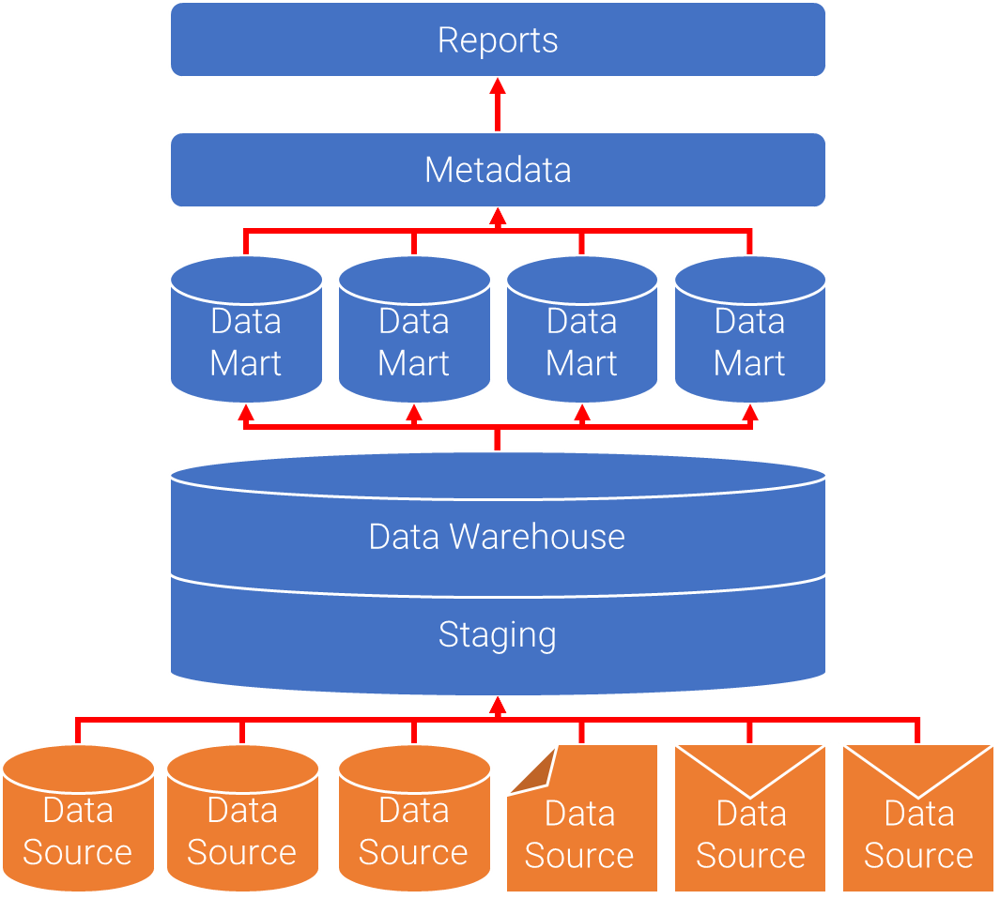 Reports
Metadata
Data
Mart
Data
Mart
Data
Mart
Data
Mart
Data Warehouse
Staging
Data
Source
Data
Source
Data
Source
Data
Source
Data
Source
Data
Source